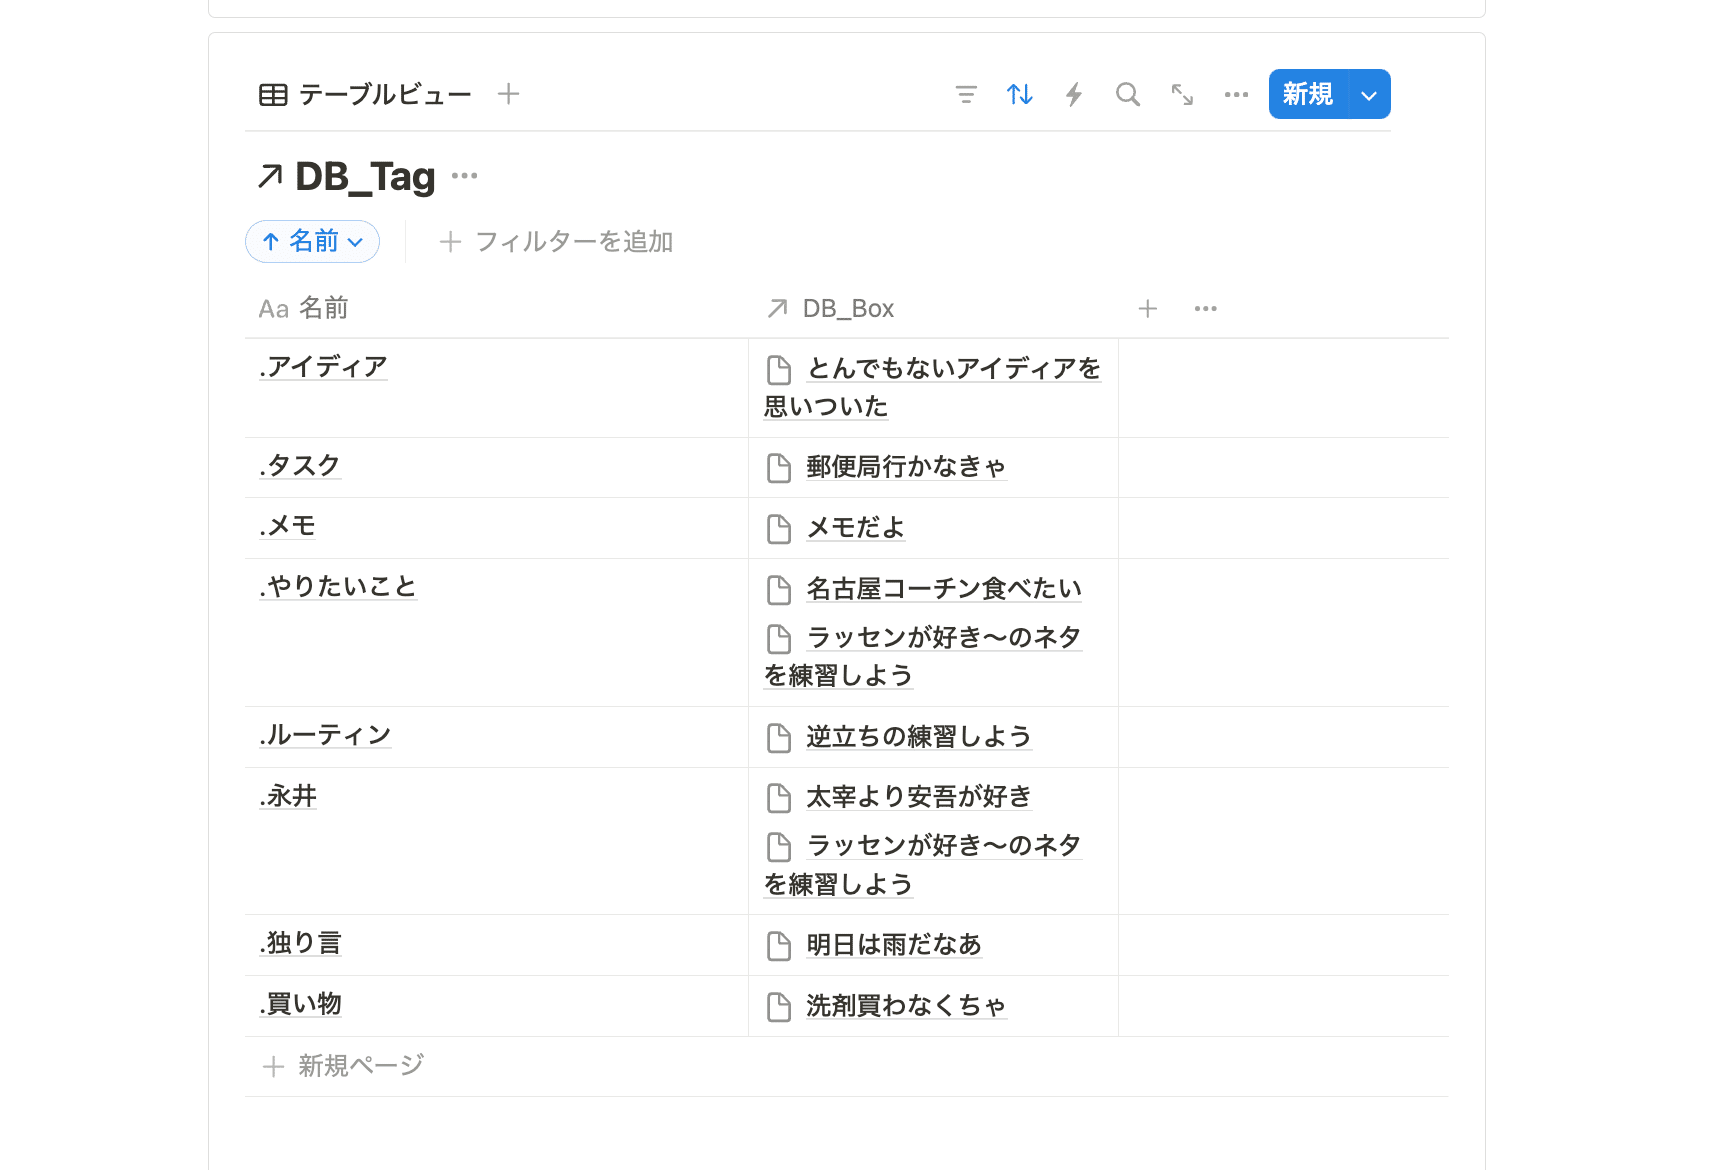 テーブルビュー
新規
DB_Tag
名前
フィルターを追加
Aa 名前
DB_Box
.アイディア
とんでもないアイディアを
思いついた
.タスク
郵便局行かなきゃ
.メモ
メモだよ
.やりたいこと
名古屋コーチン食べたい
ラッセンが好き〜のネタ
を練習しよう
.ルーティン
逆立ちの練習しよう
.永井
太宰より安吾が好き
ラッセンが好き〜のネタ
を練習しよう
.独り言
明日は雨だなあ
.買い物
洗剤買わなくちゃ
新規ページ